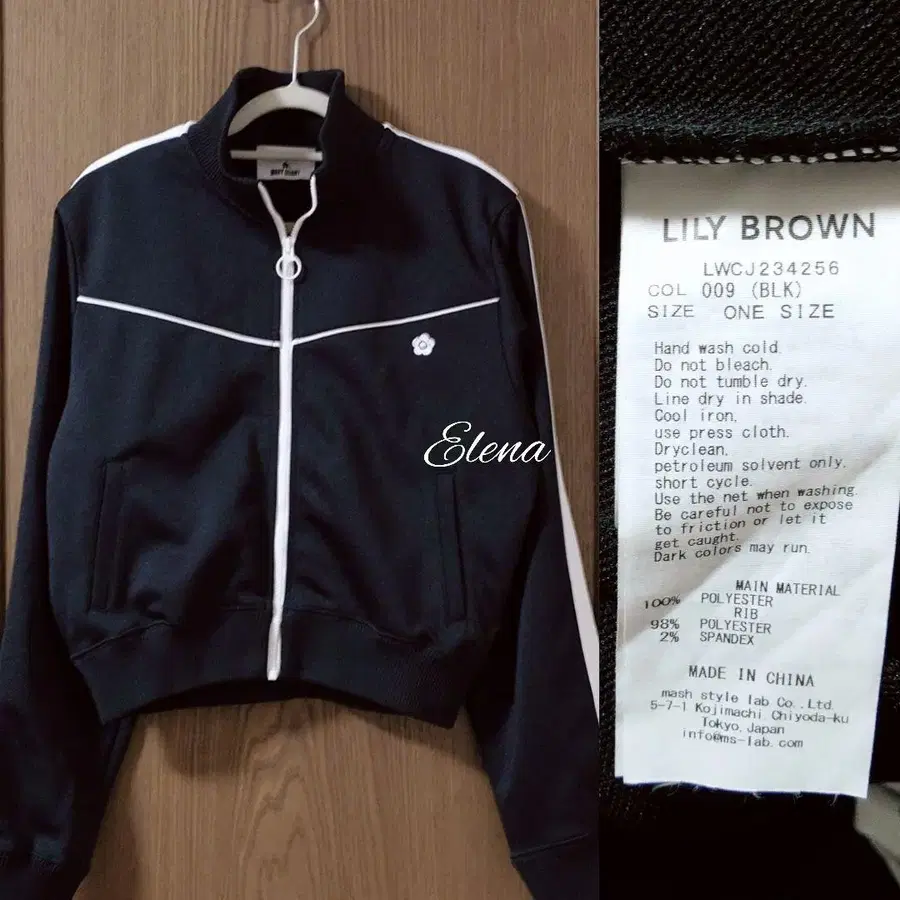 MARY QUANT
Elena
LILY BROWN
LWCJ234256
COL 009 (BLK)
SIZE ONE SIZE
Hand wash cold.
Do not bleach.
Do not tumble dry.
Line dry in shade.
Cool iron,
use press cloth.
Dryclean,
petroleum solvent only.
short cycle.
Use the net when washing.
Be careful not to expose
to friction or let it
get caught.
Dark colors may run.
MAIN MATERIAL
100% POLYESTER
RIB
98% POLYESTER
2% SPANDEX
MADE IN CHINA
mash style lab Co.,Ltd.
5-7-1 Kojimachi Chiyoda-ku
Tokyo,Japan
info@ms-lab.com